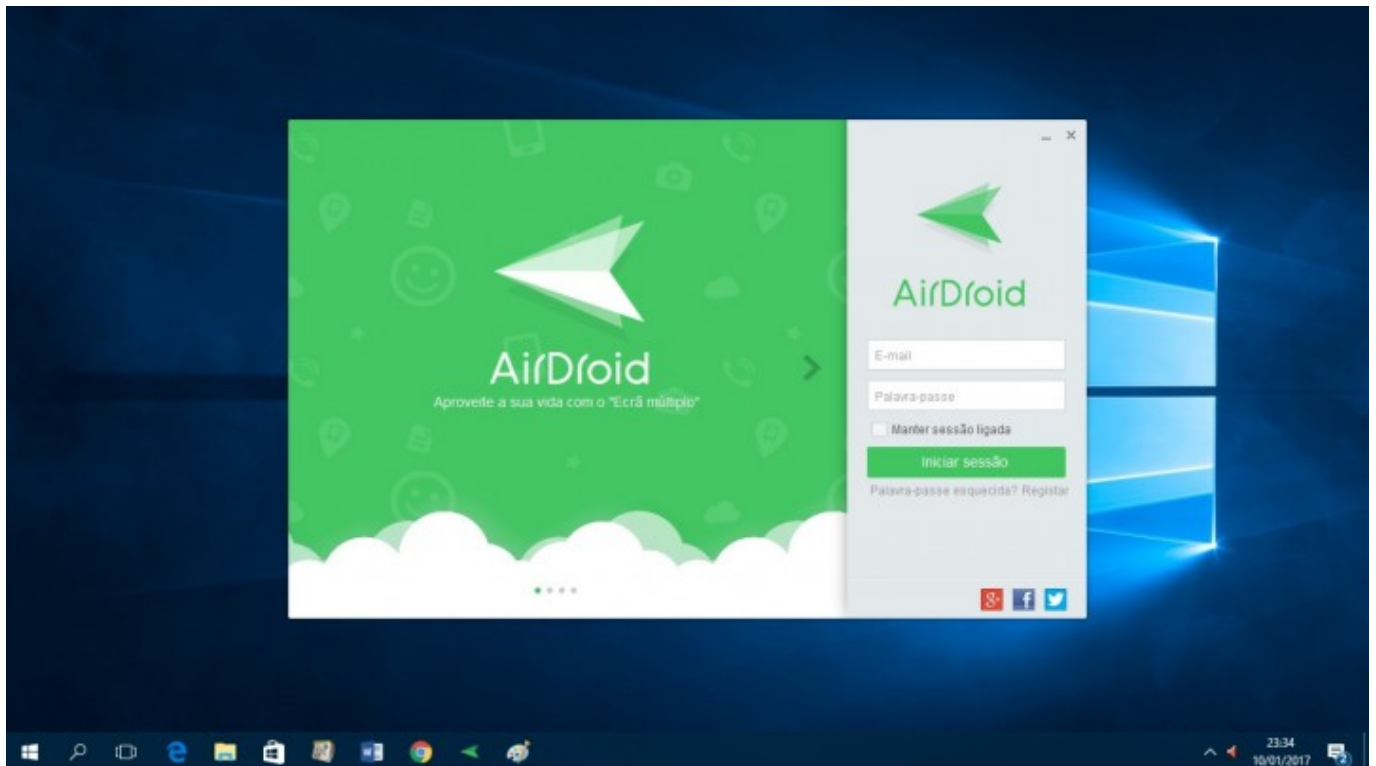 AirDroid
Aproveite a sua vida com o "Ecrã múltiplo"
AirDroid
E-mail
Palavra-passe
Manter sessão ligada
Iniciar sessão
Palavra-passe esquecida? Registar
23:34
10/01/2017
2